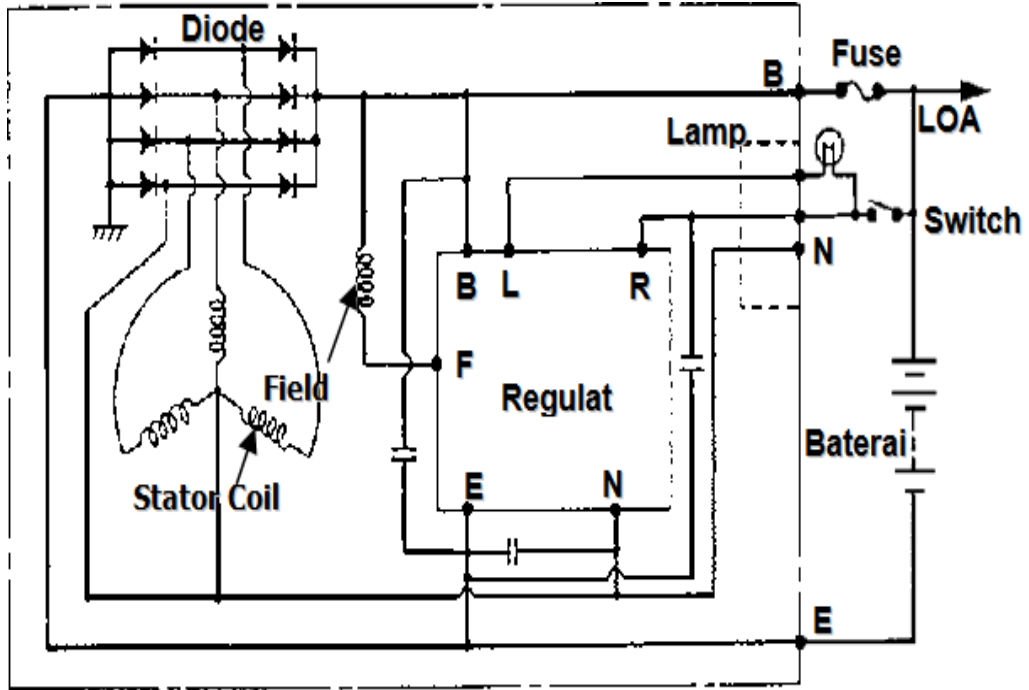 Diode
Fuse
B
LOA
Lamp
Switch
N
B
L
R
Field
F
Regulat
Baterai
E
N
Stator Coil
E